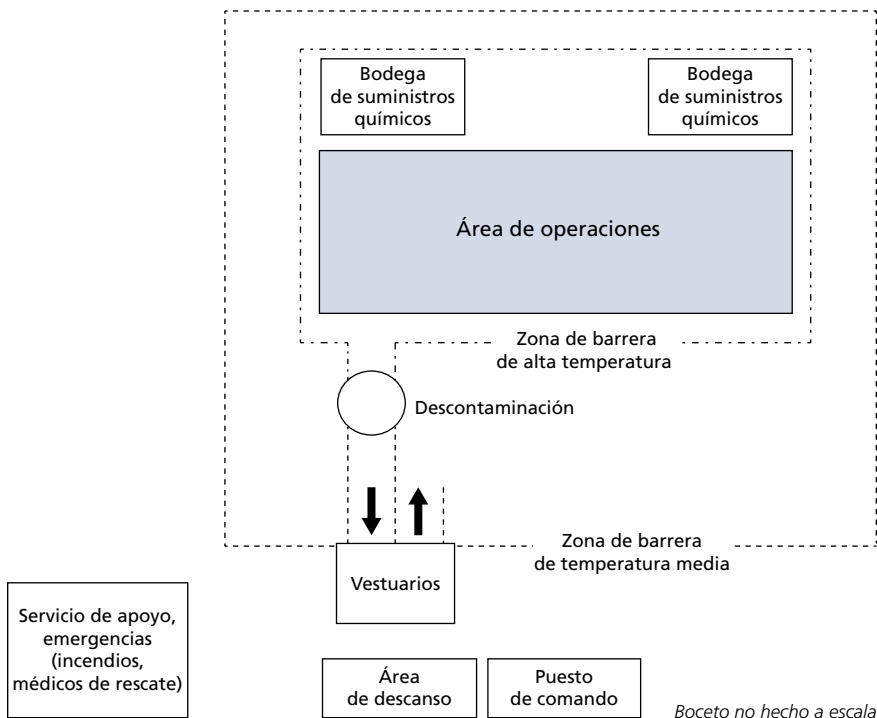 Bodega
de suministros
químicos
Bodega
de suministros
químicos
Área de operaciones
Zona de barrera
de alta temperatura
Descontaminación
Zona de barrera
de temperatura media
Vestuarios
Servicio de apoyo,
emergencias
(incendios,
médicos de rescate)
Área
de descanso
Puesto
de comando
Boceto no hecho a escala